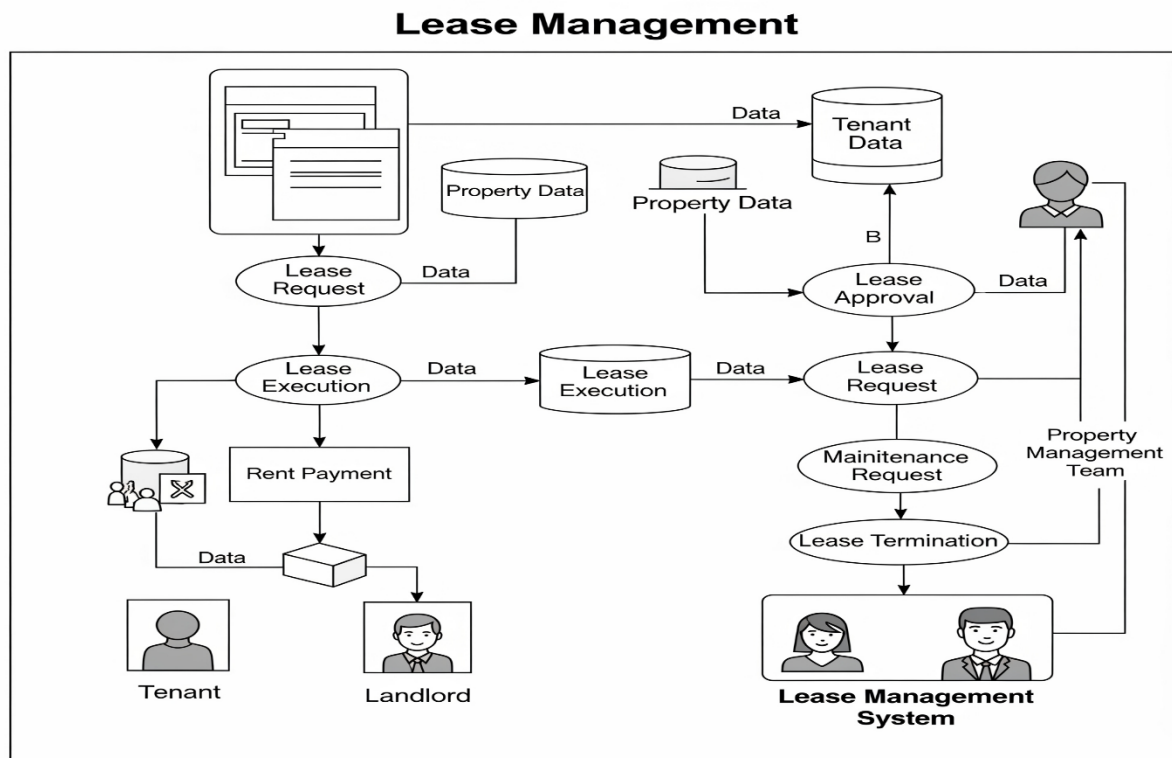 Lease Management
Data
Tenant
Data
Property Data
Property Data
B
Lease
Request
Data
Lease
Approval
Data
Lease
Execution
Data
Lease
Execution
Data
Lease
Request
Property
Management
Team
Rent Payment
Mainitenance
Request
Data
Lease Termination
Tenant
Landlord
Lease Management
System